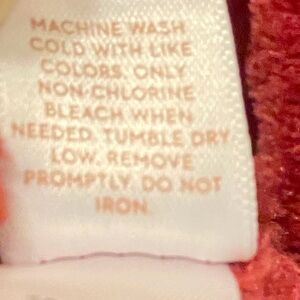 MACHINE WASH
COLD WITH LIKE
COLORS. ONLY
NON-CHLORINE
BLEACH WHEN
NEEDED. TUMBLE DRY
LOW. REMOVE
PROMPTLY. DO NOT
IRON.